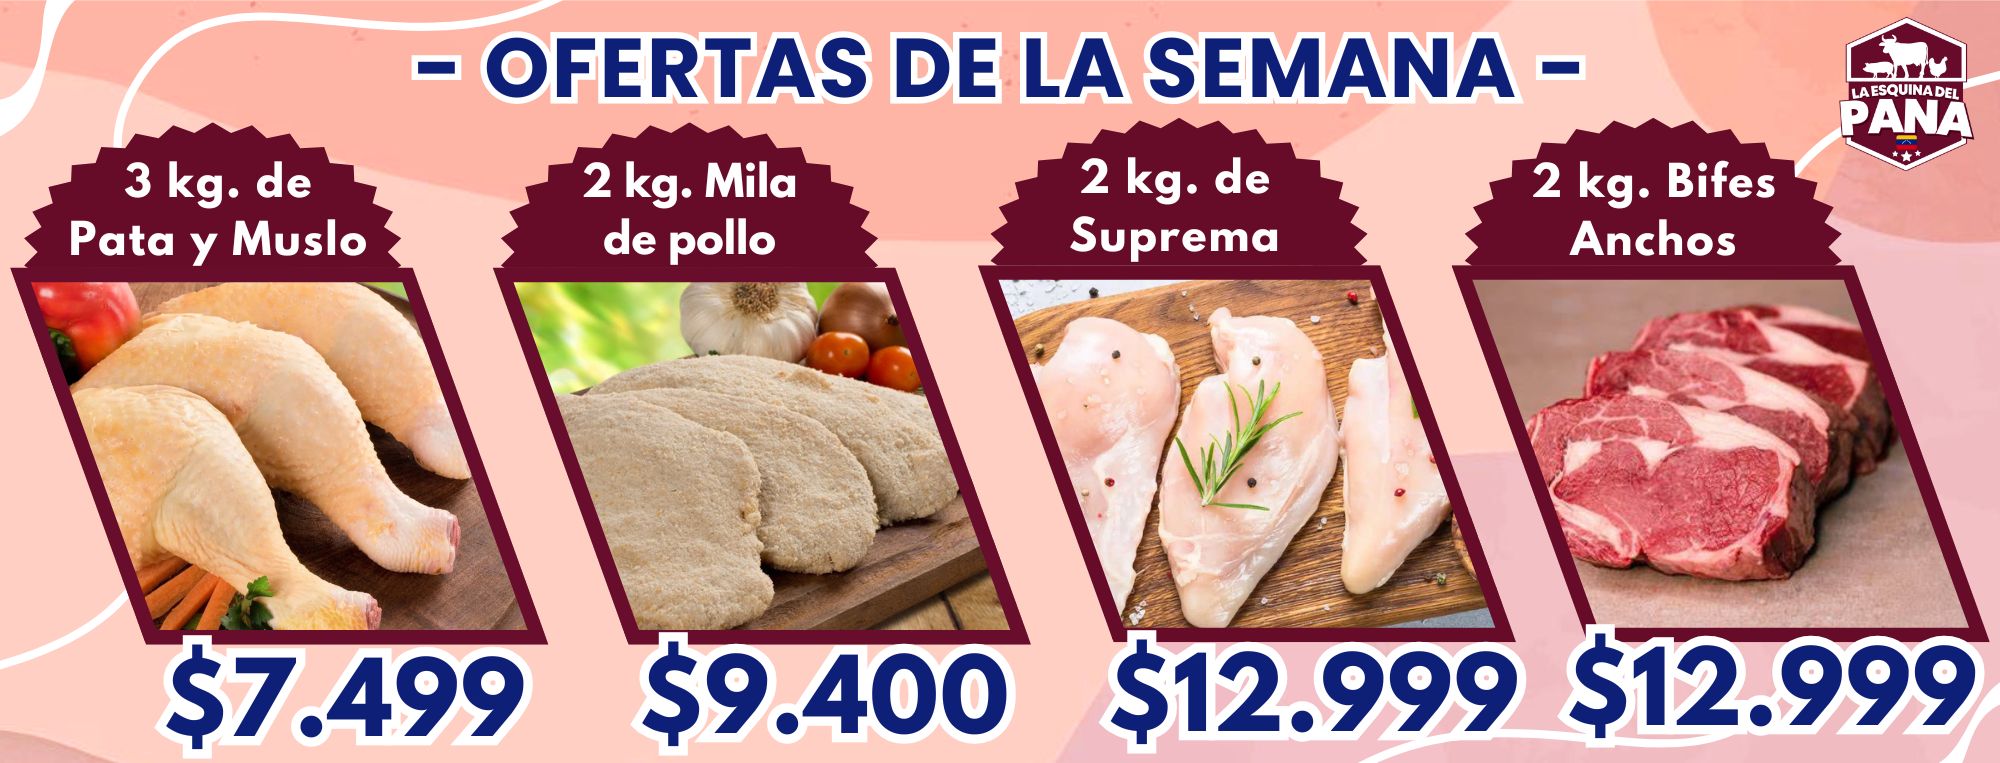 - OFERTAS DE LA SEMANA -
LA ESQUINA DEL
PANA
3 kg. de
Pata y Muslo
2 kg. Mila
de pollo
2 kg. de
Suprema
2 kg. Bifes
Anchos
$7.499
$9.400
$12.999
$12.999